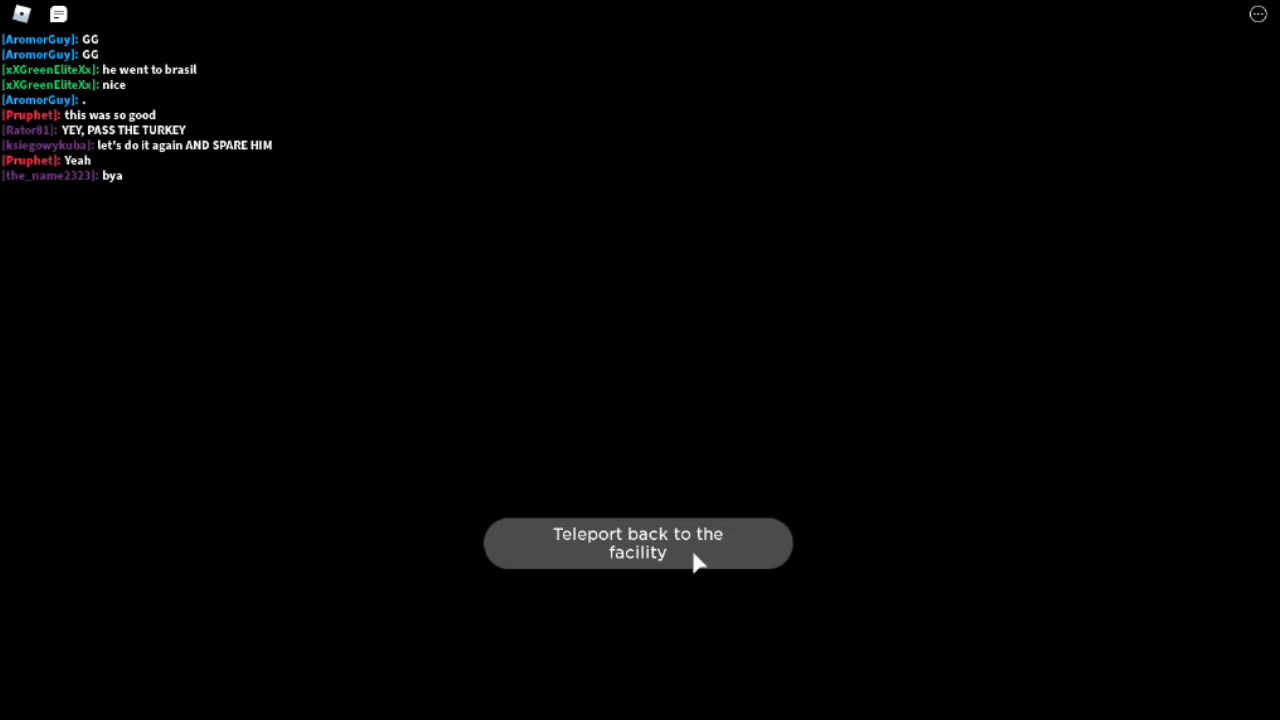 [AromorGuy]: GG
[AromorGuy]: GG
[xXGreenEliteXx]: he went to brasil
[xXGreenEliteXx]: nice
[AromorGuy]: .
[Pruphet]: this was so good
[Rator81]: YEY, PASS THE TURKEY
[ksiegowykuba]: let's do it again AND SPARE HIM
[Pruphet]: Yeah
[the_name2323]: bya
Teleport back to the
facility